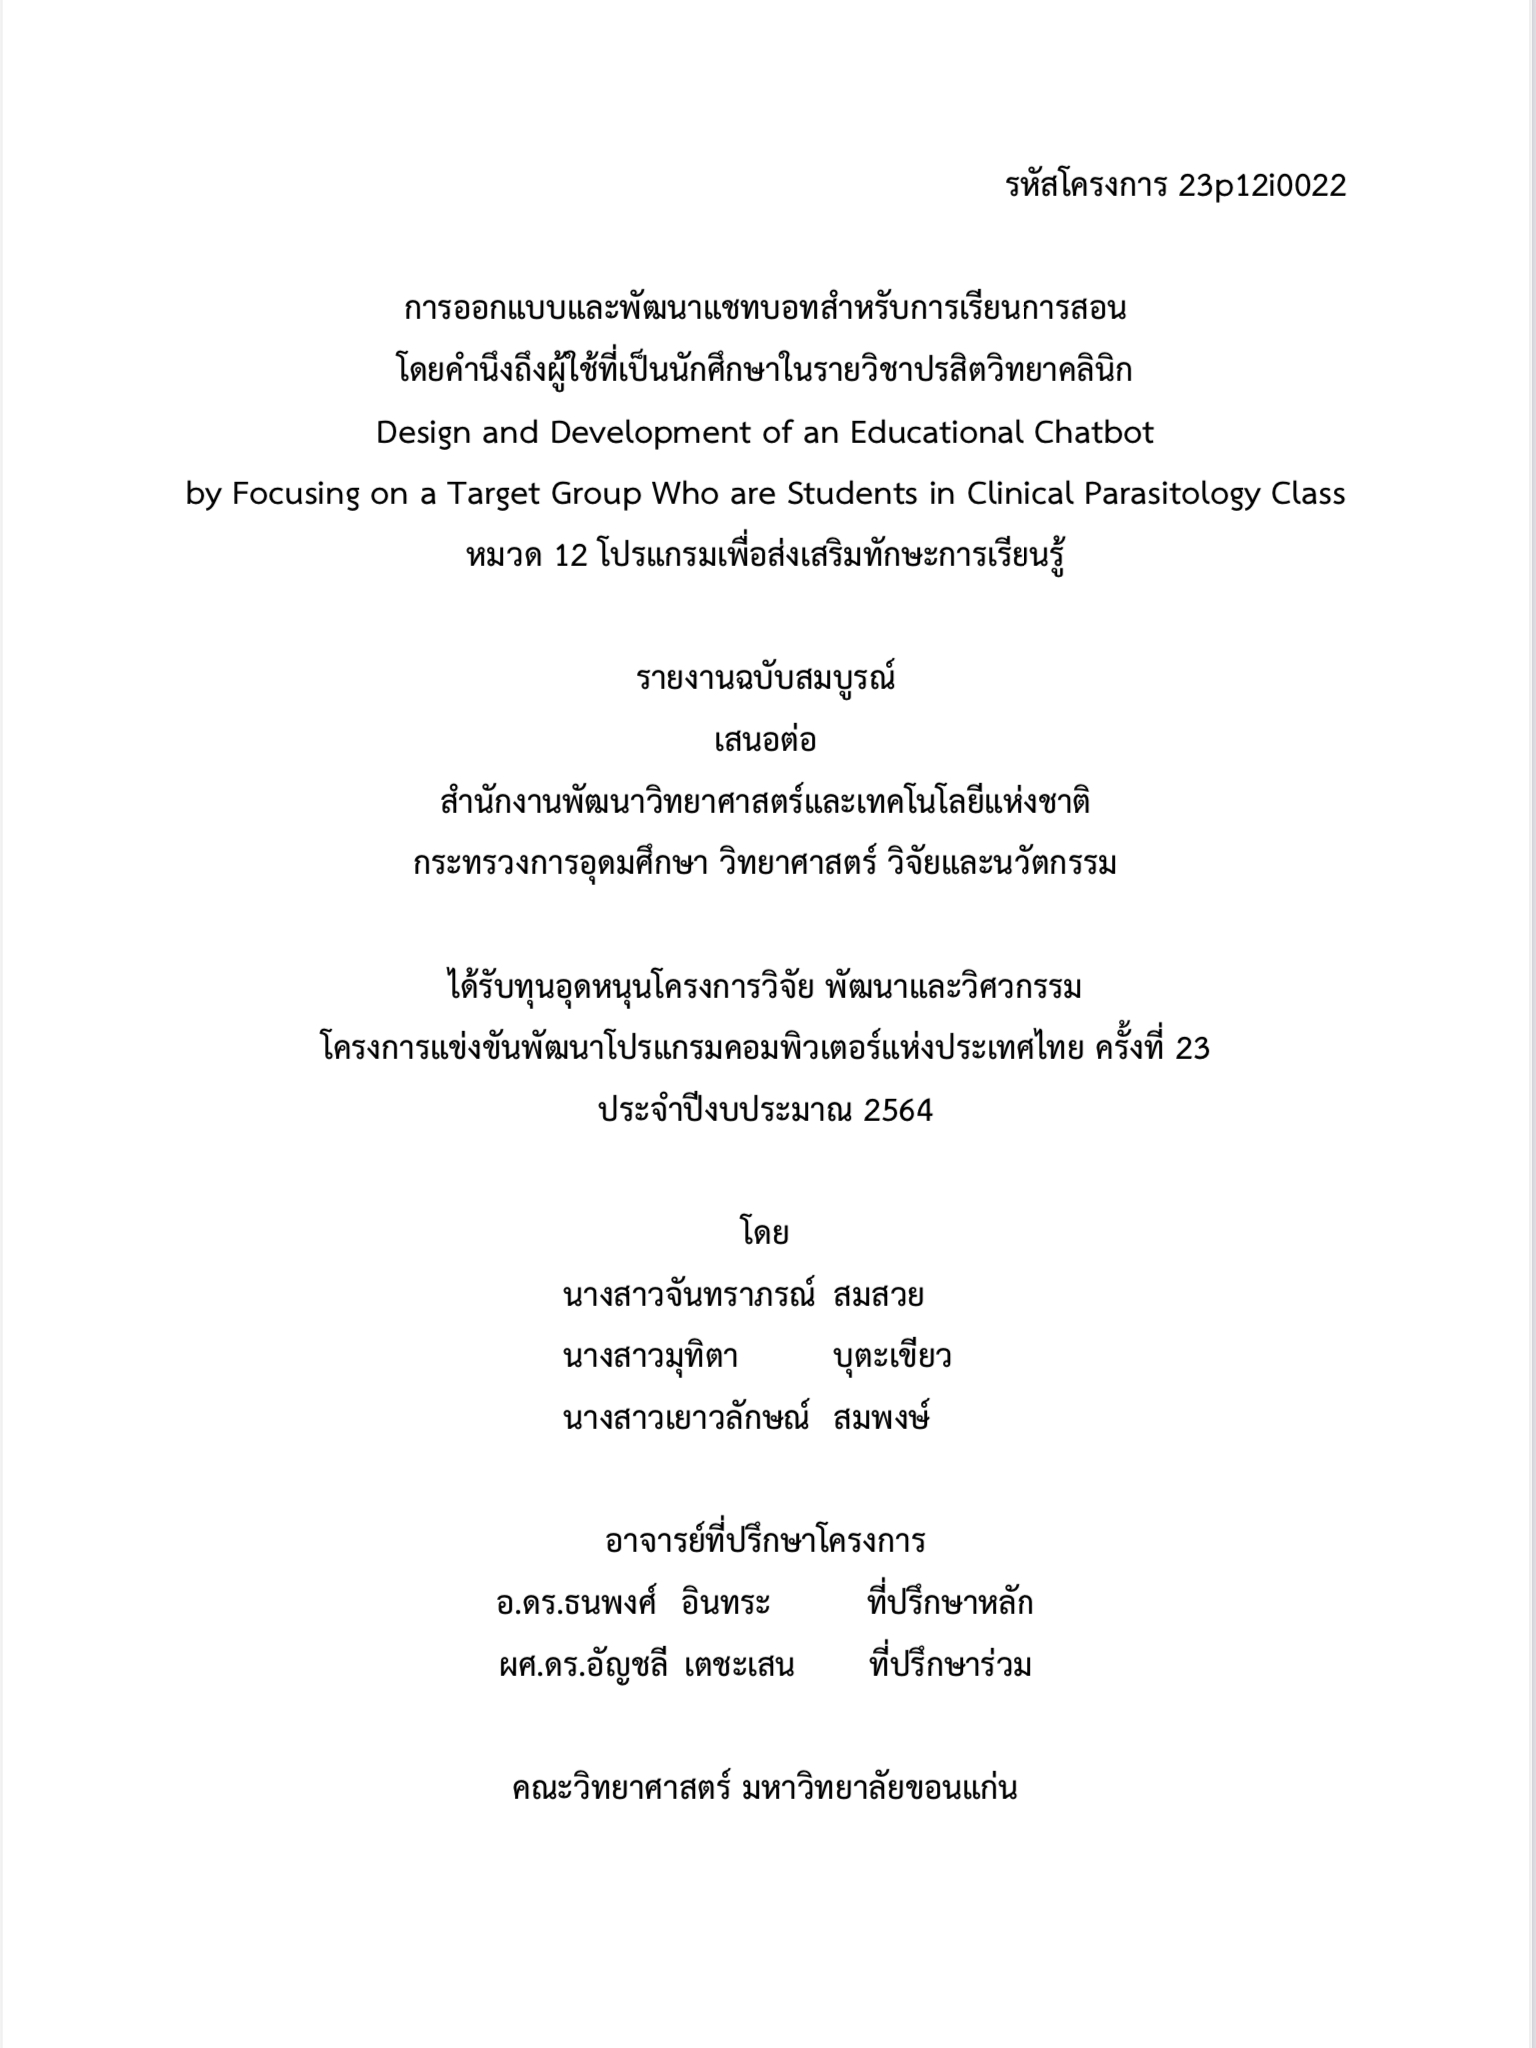 รหัสโครงการ 23p12i0022
การออกแบบและพัฒนาแชทบอทสำหรับการเรียนการสอน
โดยคำนึงถึงผู้ใช้ที่เป็นนักศึกษาในรายวิชาปรสิตวิทยาคลินิก
Design and Development of an Educational Chatbot
by Focusing on a Target Group Who are Students in Clinical Parasitology Class
หมวด 12 โปรแกรมเพื่อส่งเสริมทักษะการเรียนรู้
รายงานฉบับสมบูรณ์
เสนอต่อ
สำนักงานพัฒนาวิทยาศาสตร์และเทคโนโลยีแห่งชาติ
กระทรวงการอุดมศึกษา วิทยาศาสตร์ วิจัยและนวัตกรรม
ได้รับทุนอุดหนุนโครงการวิจัย พัฒนาและวิศวกรรม
โครงการแข่งขันพัฒนาโปรแกรมคอมพิวเตอร์แห่งประเทศไทย ครั้งที่ 23
ประจำปีงบประมาณ 2564
โดย
นางสาวจันทราภรณ์ สมสวย
นางสาวมุทิตา บุตะเขียว
นางสาวเยาวลักษณ์ สมพงษ์
อาจารย์ที่ปรึกษาโครงการ
อ.ดร.ธนพงศ์ อินทระ ที่ปรึกษาหลัก
ผศ.ดร.อัญชลี เตชะเสน ที่ปรึกษาร่วม
คณะวิทยาศาสตร์ มหาวิทยาลัยขอนแก่น